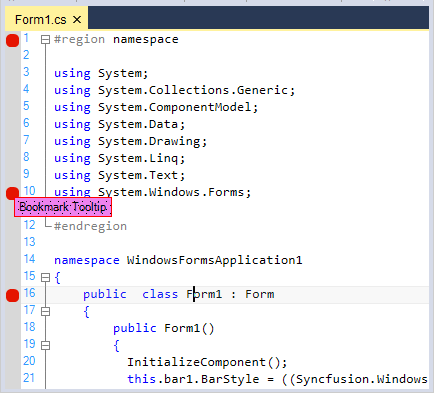 Form1.cs ×
1 #region namespace
2
3 using System;
4 using System.Collections.Generic;
5 using System.ComponentModel;
6 using System.Data;
7 using System.Drawing;
8 using System.Linq;
9 using System.Text;
10 using System.Windows.Forms;
Bookmark Tooltip
12 #endregion
13
14 namespace WindowsFormsApplication1
15 {
16 public  class Form1 : Form
17 {
18 public Form1()
19 {
20 InitializeComponent();
21 this.bar1.BarStyle = ((Syncfusion.Windows